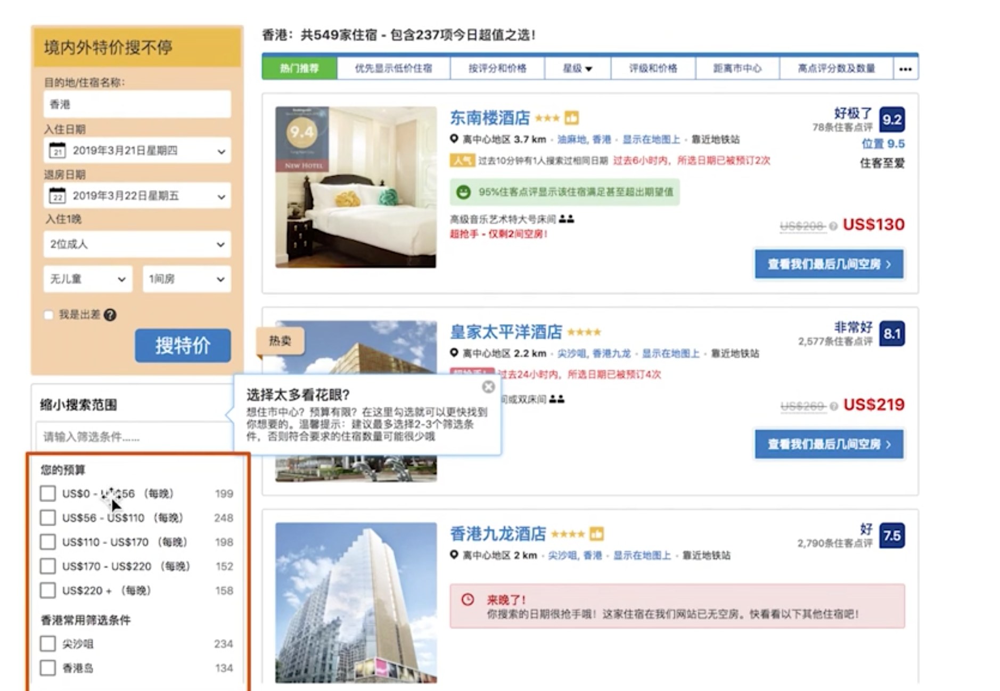 境内外特价搜不停
目的地/住宿名称：
香港
入住日期
21 2019年3月21日星期四
退房日期
22 2019年3月22日星期五
入住1晚
2位成人
无儿童 1间房
我是出差 ?
搜特价
缩小搜索范围
请输入筛选条件……
您的预算
US$0 - US$56 （每晚） 199
US$56 - US$110 （每晚） 248
US$110 - US$170 （每晚） 198
US$170 - US$220 （每晚） 152
US$220 + （每晚） 158
香港常用筛选条件
尖沙咀 234
香港岛 134
香港：共549家住宿 - 包含237项今日超值之选！
热门推荐 优先显示低价住宿 按评分和价格 星级 评级和价格 距离市中心 高点评分数及数量 •••
9.4
NEW HOTEL
东南楼酒店
离中心地区 3.7 km · 油麻地, 香港 · 显示在地图上 · 靠近地铁站
人气 过去10分钟有1人搜索过相同日期 过去6小时内，所选日期已被预订2次
95%住客点评显示该住宿满足甚至超出期望值
高级音乐艺术特大号床间
超抢手 - 仅剩2间空房！
好极了 9.2
78条住客点评
位置 9.5
住客至爱
US$208 ? US$130
查看我们最后几间空房
热卖
皇家太平洋酒店
离中心地区 2.2 km · 尖沙咀, 香港九龙 · 显示在地图上 · 靠近地铁站
过去24小时内，所选日期已被预订4次
间或双床间
非常好 8.1
2,577条住客点评
US$269 ? US$219
查看我们最后几间空房
选择太多看花眼？
想住市中心？预算有限？在这里勾选就可以更快找到
你想要的。温馨提示：建议最多选择2-3个筛选条
件，否则符合要求的住宿数量可能很少哦
香港九龙酒店
离中心地区 2 km · 尖沙咀, 香港 · 显示在地图上 · 靠近地铁站
好 7.5
2,790条住客点评
来晚了！
你搜索的日期很抢手哦！这家住宿在我们网站已无空房。快看看以下其他住宿吧！